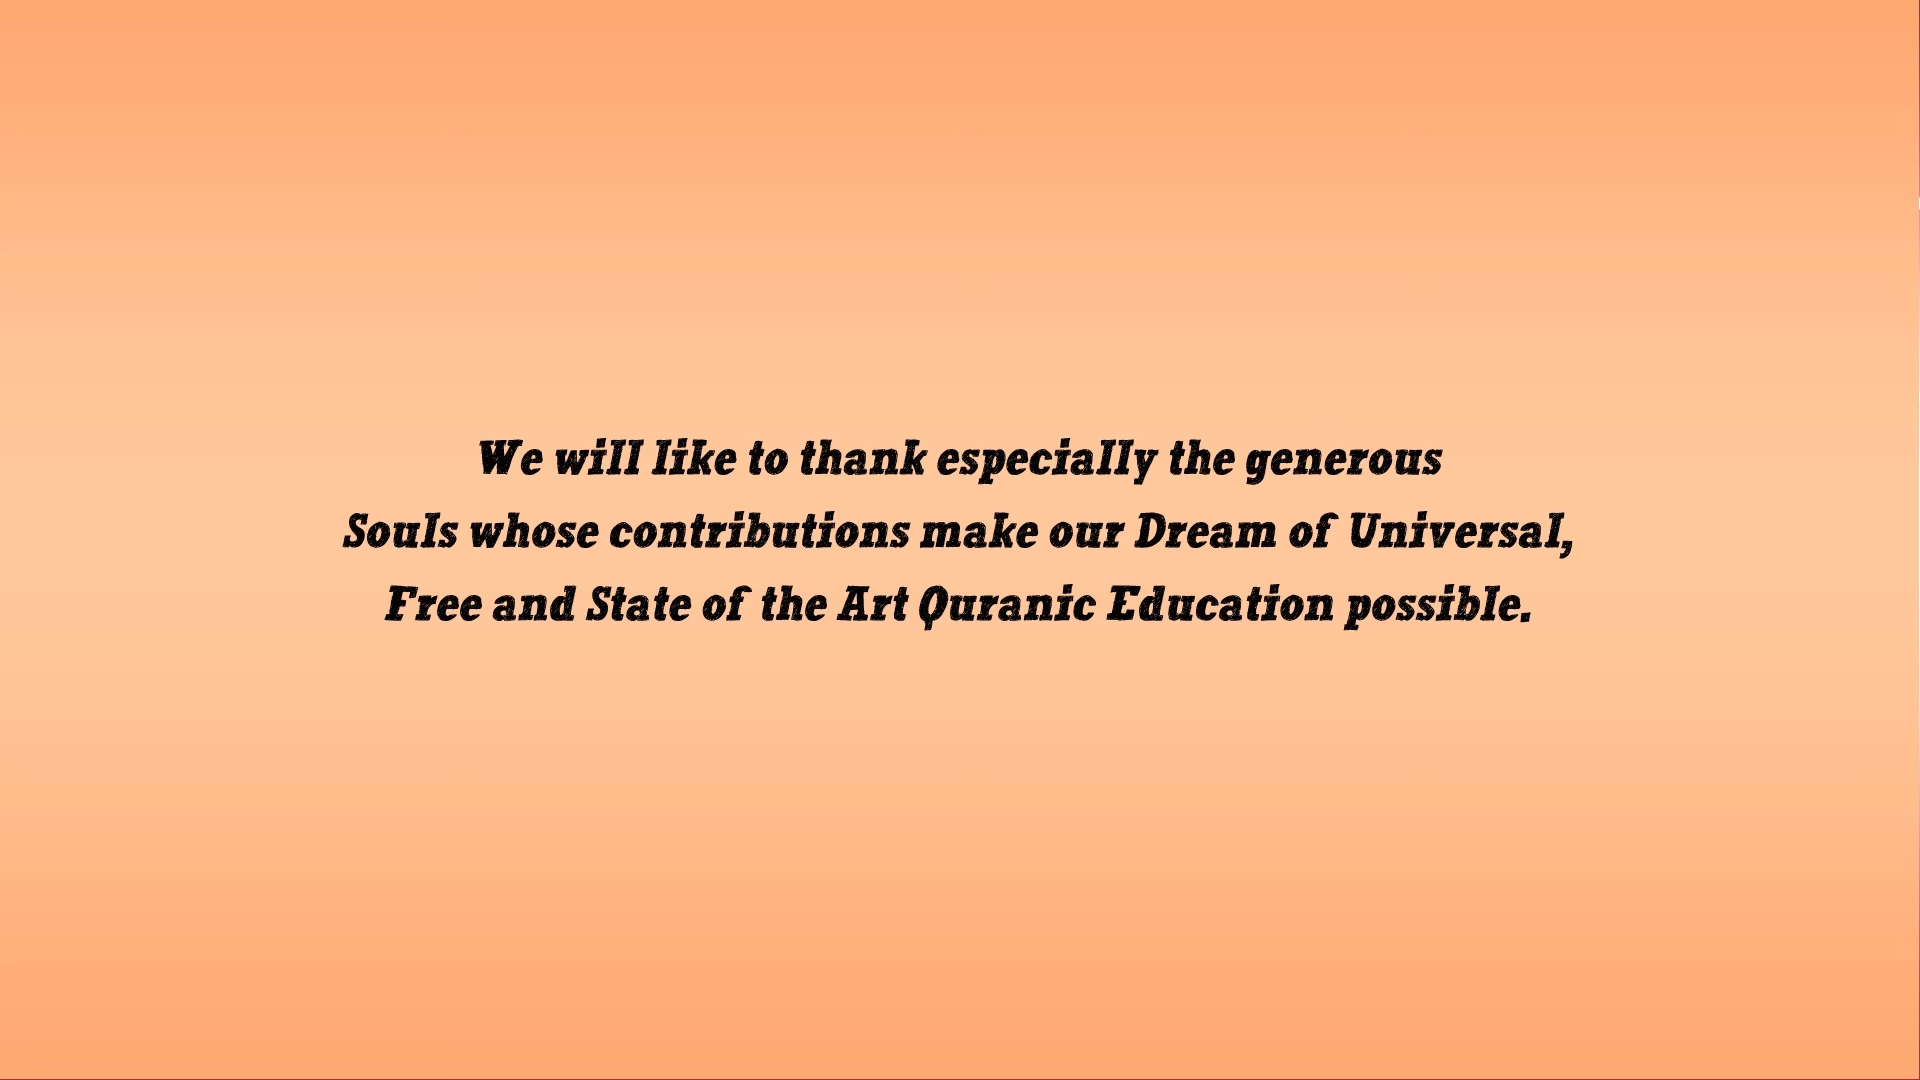 We will like to thank especially the generous
Souls whose contributions make our Dream of Universal,
Free and State of the Art Quranic Education possible.